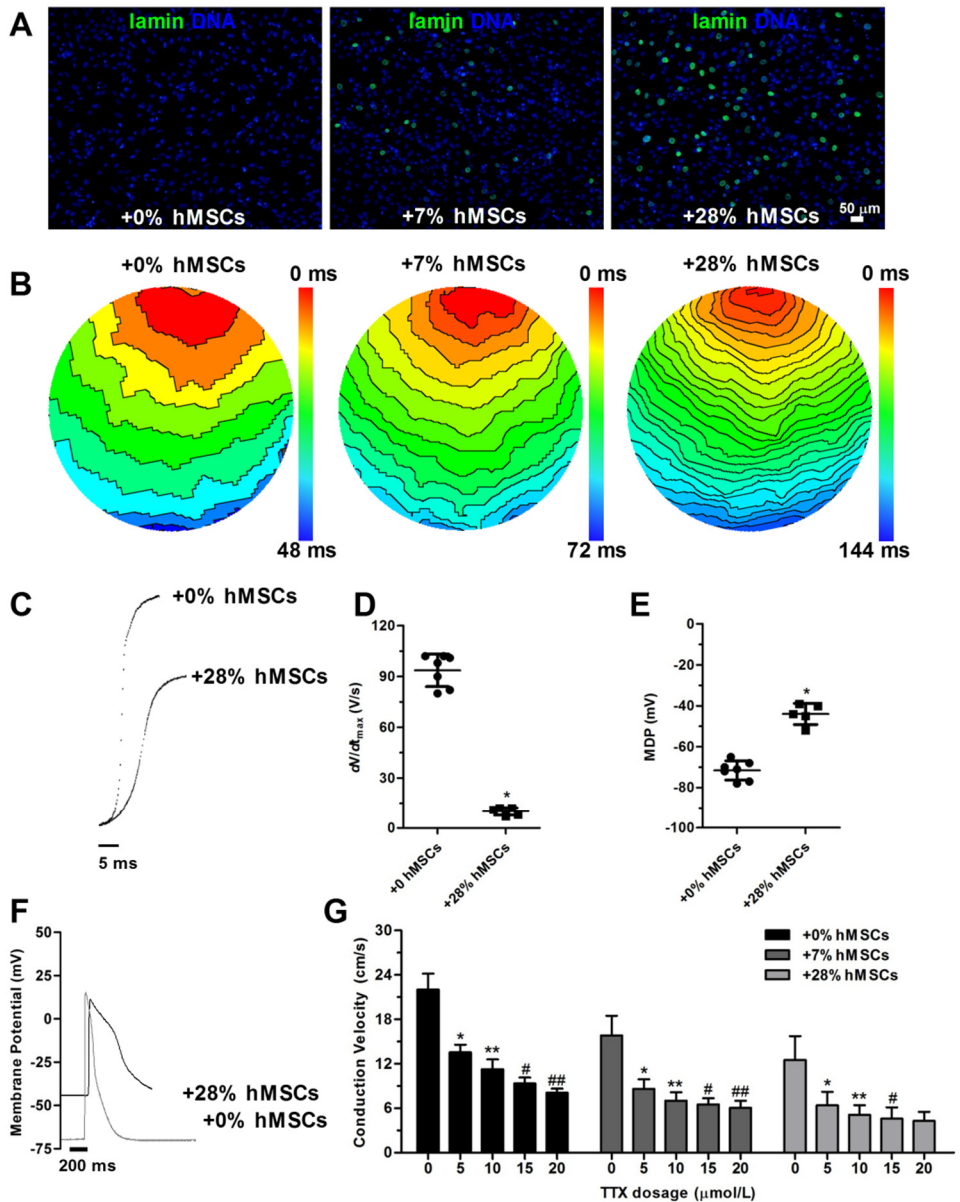 A
lamin DNA
lamin DNA
lamin DNA
+0% hMSCs
+7% hMSCs
+28% hMSCs
50 μm
B
+0% hMSCs
0 ms
+7% hMSCs
0 ms
+28% hMSCs
0 ms
48 ms
72 ms
144 ms
C
+0% hMSCs
+28% hMSCs
5 ms
D
dV/dtmax (V/s)
120
90
60
30
0
*
+0 hMSCs
+28% hMSCs
E
MDP (mV)
0
-20
-40
-60
-80
-100
*
+0% hMSCs
+28% hMSCs
F
Membrane Potential (mV)
50
25
0
-25
-50
-75
+28% hMSCs
+0% hMSCs
200 ms
G
Conduction Velocity (cm/s)
30
24
18
12
6
0
+0% hMSCs
+7% hMSCs
+28% hMSCs
* ** # ##
* ** # ##
* ** #
0 5 10 15 20
0 5 10 15 20
0 5 10 15 20
TTX dosage (μmol/L)